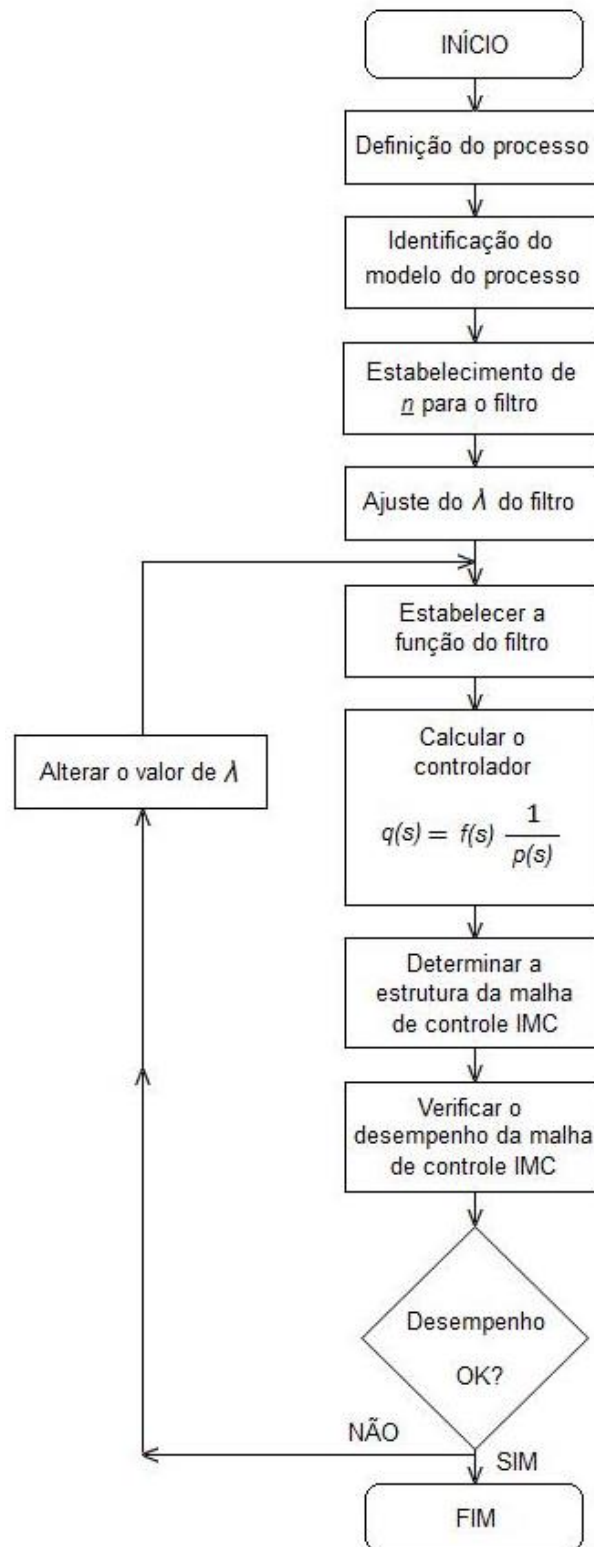 INÍCIO
Definição do processo
Identificação do
modelo do processo
Estabelecimento de
n para o filtro
Ajuste do λ do filtro
Estabelecer a
função do filtro
Calcular o
controlador
q(s) = f(s) 1/p(s)
Alterar o valor de λ
Determinar a
estrutura da malha
de controle IMC
Verificar o
desempenho da malha
de controle IMC
Desempenho
OK?
NÃO
SIM
FIM